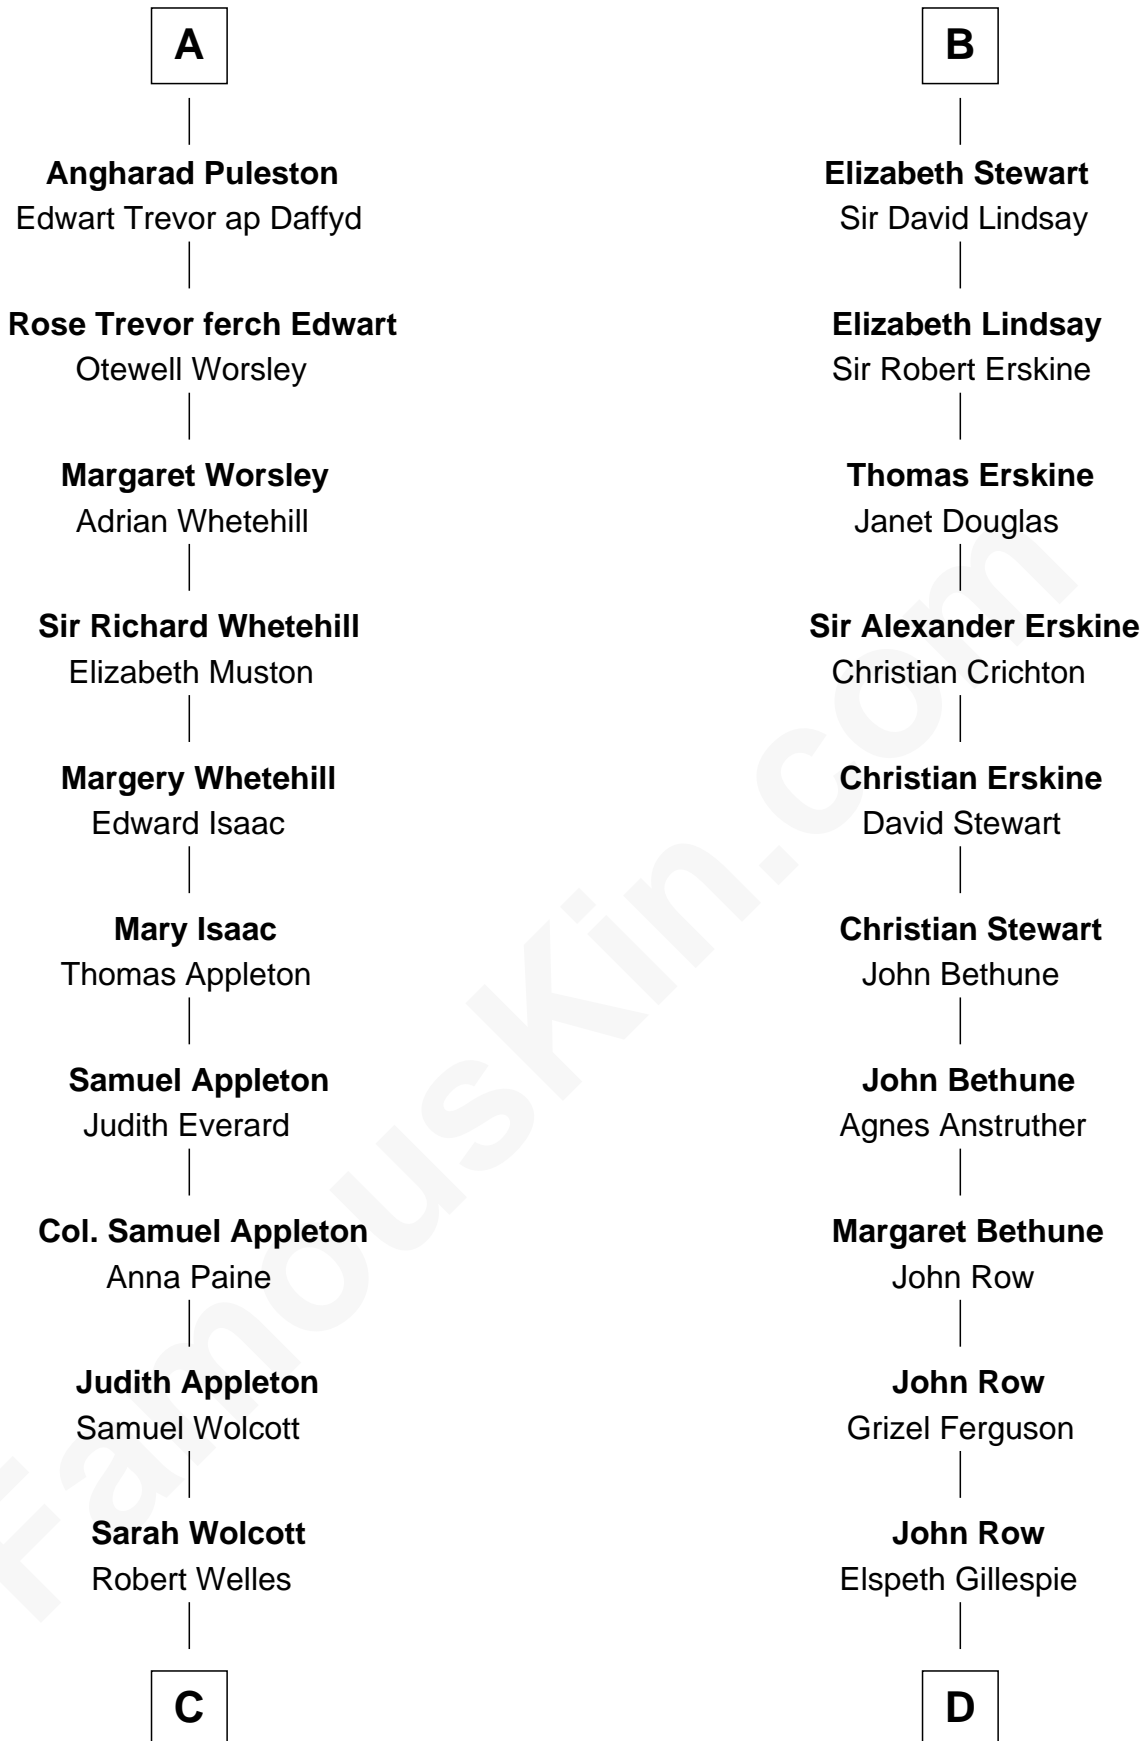 A
Angharad Puleston
Edwart Trevor ap Daffyd
Rose Trevor ferch Edwart
Otewell Worsley
Margaret Worsley
Adrian Whetehill
Sir Richard Whetehill
Elizabeth Muston
Margery Whetehill
Edward Isaac
Mary Isaac
Thomas Appleton
Samuel Appleton
Judith Everard
Col. Samuel Appleton
Anna Paine
Judith Appleton
Samuel Wolcott
Sarah Wolcott
Robert Welles
C
B
Elizabeth Stewart
Sir David Lindsay
Elizabeth Lindsay
Sir Robert Erskine
Thomas Erskine
Janet Douglas
Sir Alexander Erskine
Christian Crichton
Christian Erskine
David Stewart
Christian Stewart
John Bethune
John Bethune
Agnes Anstruther
Margaret Bethune
John Row
John Row
Grizel Ferguson
John Row
Elspeth Gillespie
D
FamousKin.com